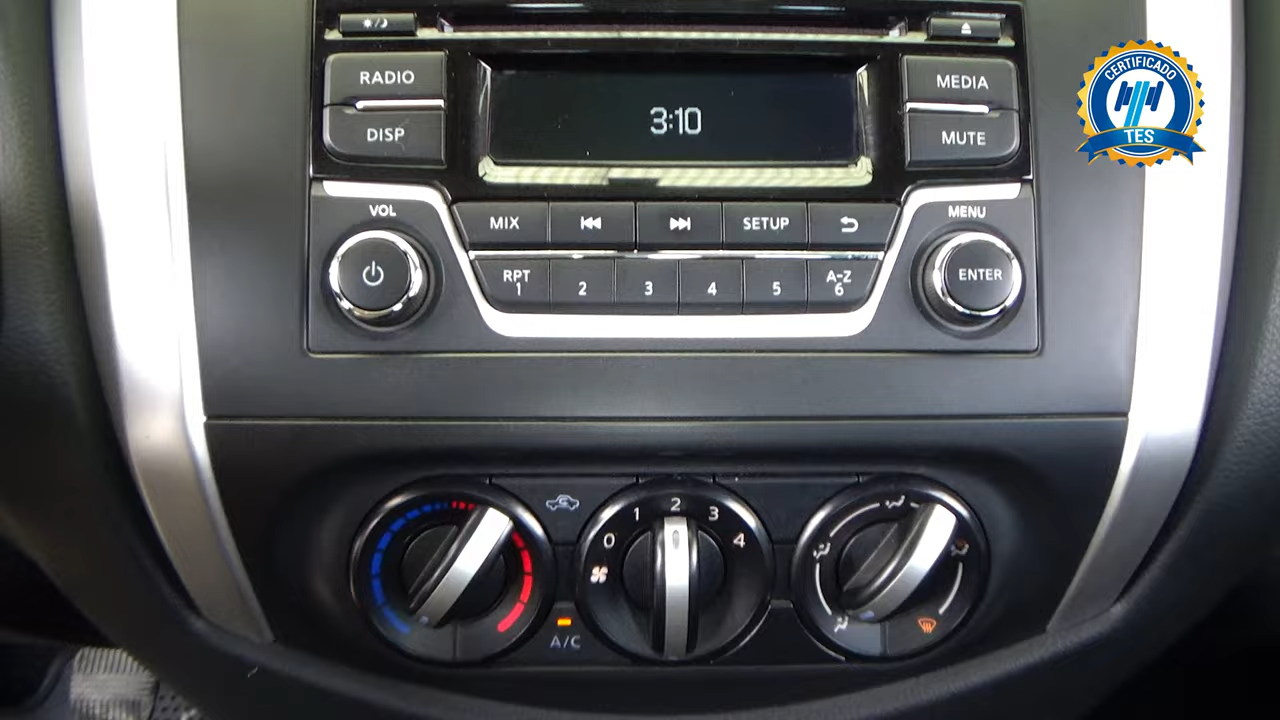 RADIO
MEDIA
DISP
3:10
MUTE
VOL
MENU
MIX
SETUP
ENTER
RPT
1
2
3
4
5
A-Z
6
0
1
2
3
4
A/C
CERTIFICADO
TES